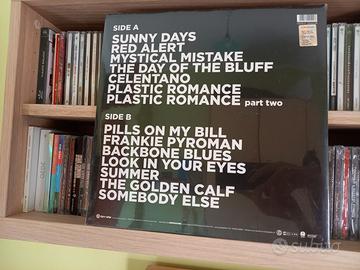 SIDE A
SUNNY DAYS
RED ALERT
MYSTICAL MISTAKE
THE DAY OF THE BLUFF
CELENTANO
PLASTIC ROMANCE
PLASTIC ROMANCE part two
SIDE B
PILLS ON MY BILL
FRANKIE PYROMAN
BACKBONE BLUES
LOOK IN YOUR EYES
SUMMER
THE GOLDEN CALF
SOMEBODY ELSE
subito